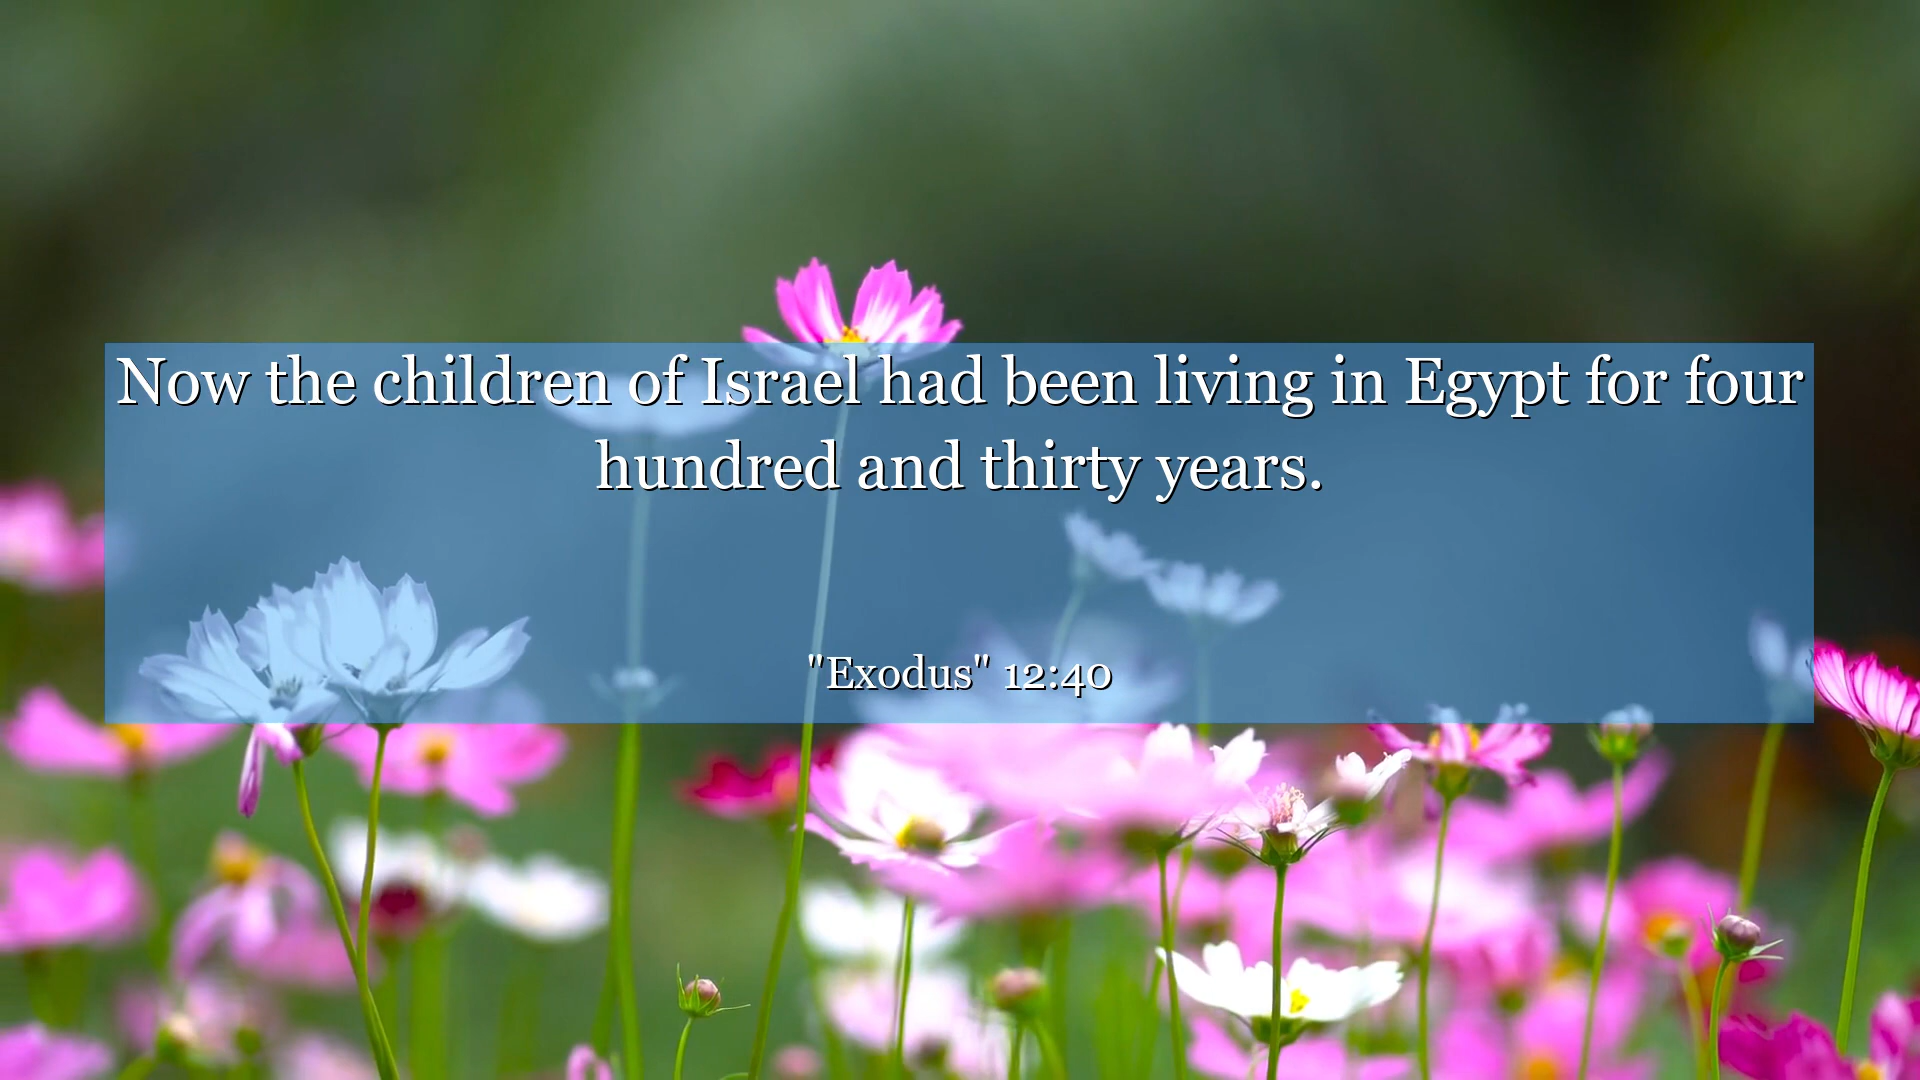 Now the children of Israel had been living in Egypt for four
hundred and thirty years.
"Exodus" 12:40